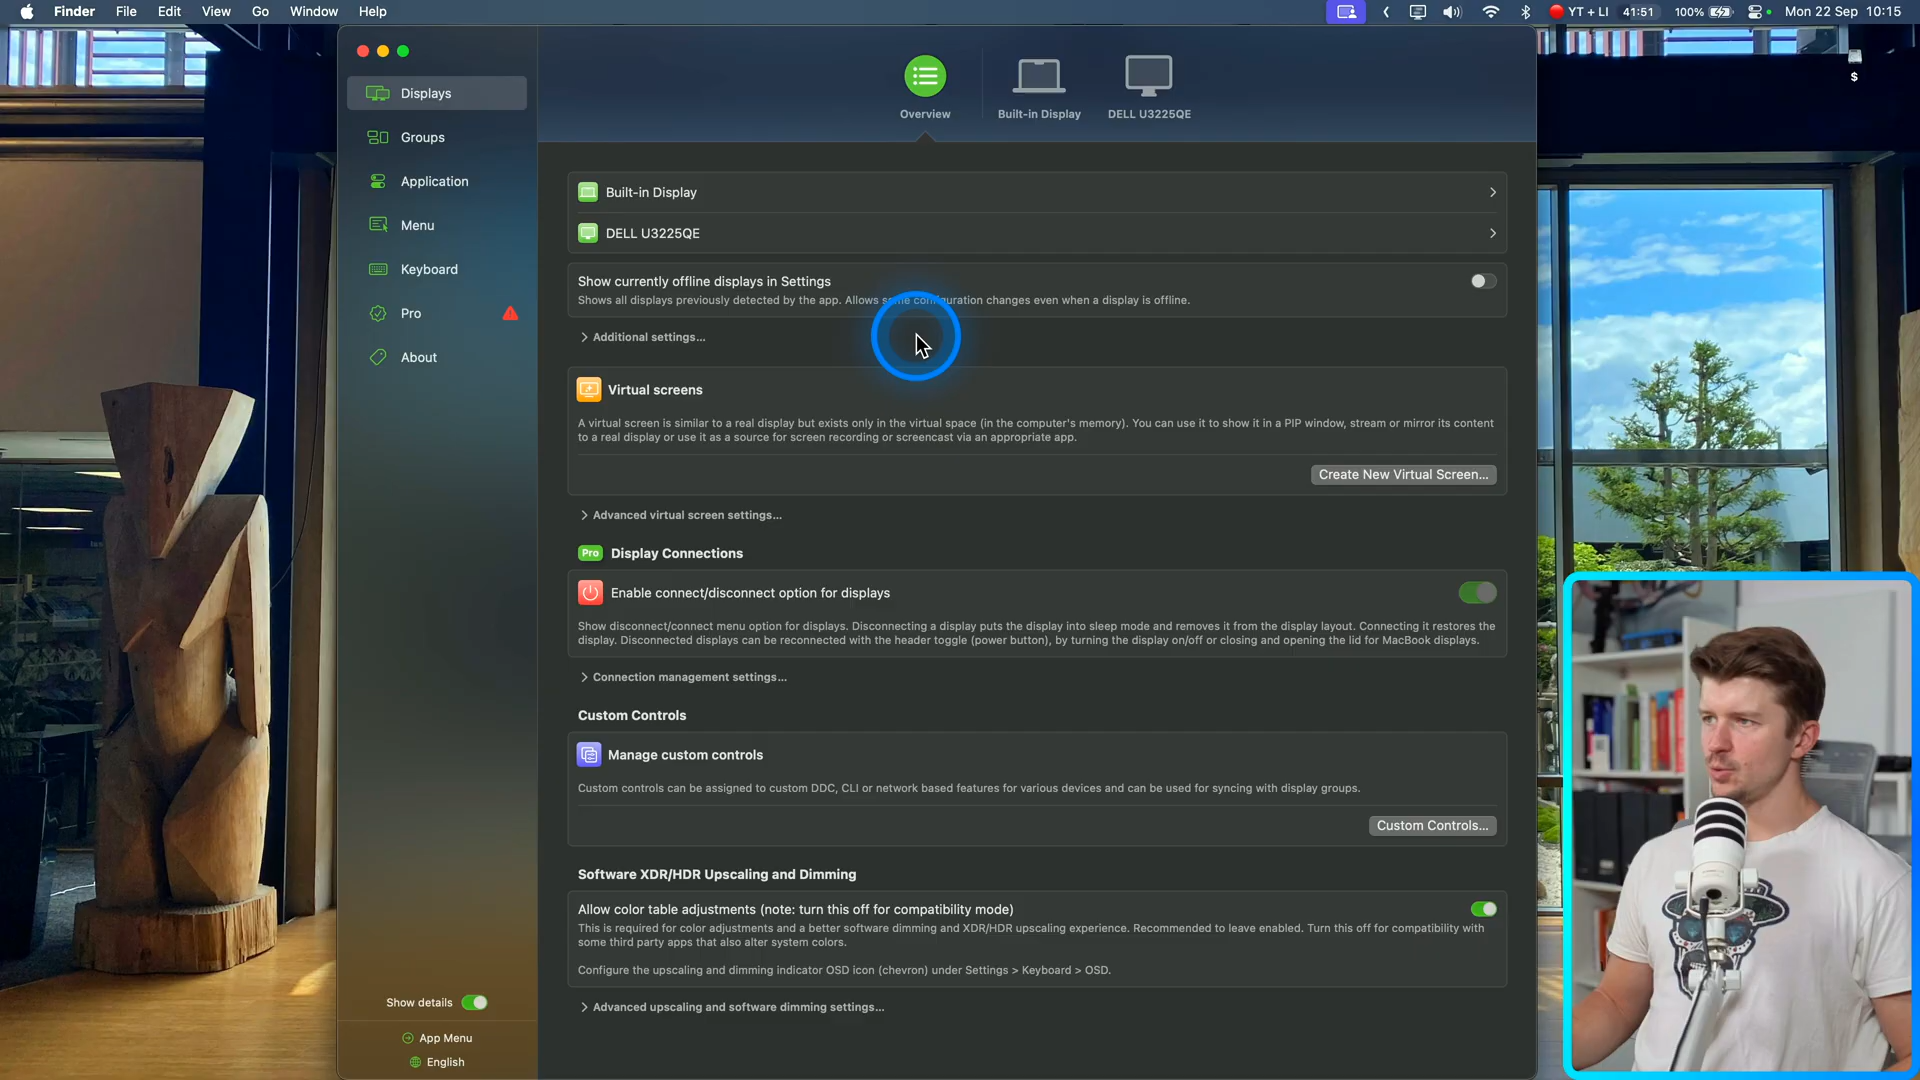 Finder File Edit View Go Window Help
YT + LI 41:51 100% Mon 22 Sep 10:15
$
Displays
Groups
Application
Menu
Keyboard
Pro
About
Show details
App Menu
English
Overview
Built-in Display
DELL U3225QE
Built-in Display
DELL U3225QE
Show currently offline displays in Settings
Shows all displays previously detected by the app. Allows some configuration changes even when a display is offline.
Additional settings...
Virtual screens
A virtual screen is similar to a real display but exists only in the virtual space (in the computer's memory). You can use it to show it in a PIP window, stream or mirror its content
to a real display or use it as a source for screen recording or screencast via an appropriate app.
Create New Virtual Screen...
Advanced virtual screen settings...
Pro Display Connections
Enable connect/disconnect option for displays
Show disconnect/connect menu option for displays. Disconnecting a display puts the display into sleep mode and removes it from the display layout. Connecting it restores the
display. Disconnected displays can be reconnected with the header toggle (power button), by turning the display on/off or closing and opening the lid for MacBook displays.
Connection management settings...
Custom Controls
Manage custom controls
Custom controls can be assigned to custom DDC, CLI or network based features for various devices and can be used for syncing with display groups.
Custom Controls...
Software XDR/HDR Upscaling and Dimming
Allow color table adjustments (note: turn this off for compatibility mode)
This is required for color adjustments and a better software dimming and XDR/HDR upscaling experience. Recommended to leave enabled. Turn this off for compatibility with
some third party apps that also alter system colors.
Configure the upscaling and dimming indicator OSD icon (chevron) under Settings > Keyboard > OSD.
Advanced upscaling and software dimming settings...